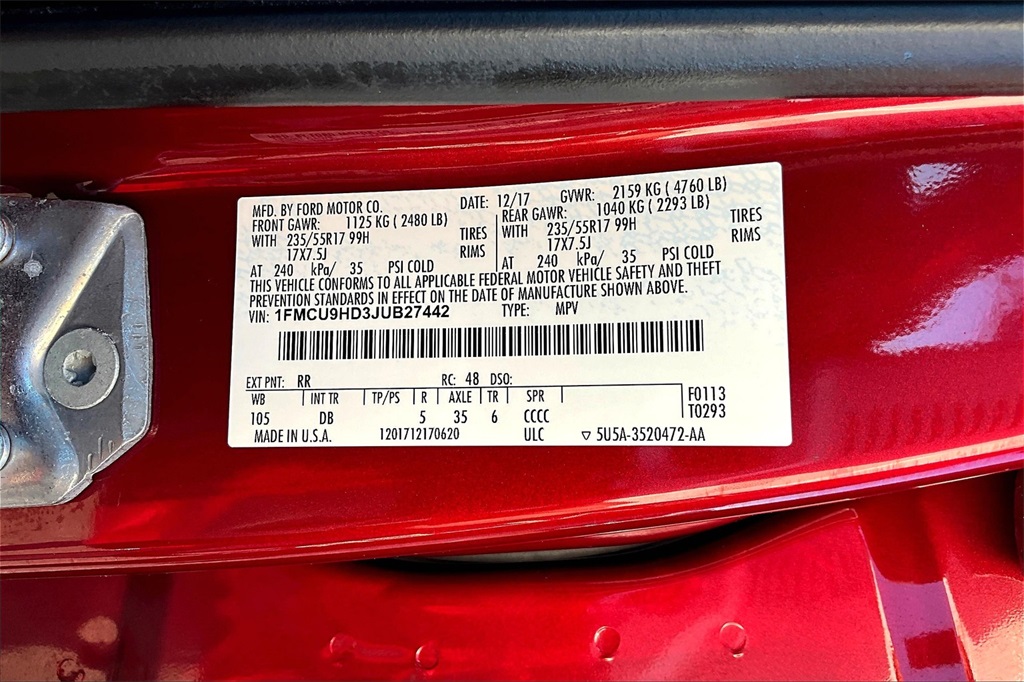 MFD. BY FORD MOTOR CO. DATE: 12/17 GVWR: 2159 KG ( 4760 LB)
FRONT GAWR: 1125 KG ( 2480 LB) REAR GAWR: 1040 KG ( 2293 LB)
WITH 235/55R17 99H TIRES WITH 235/55R17 99H TIRES
17X7.5J RIMS 17X7.5J RIMS
AT 240 kPa/ 35 PSI COLD AT 240 kPa/ 35 PSI COLD
THIS VEHICLE CONFORMS TO ALL APPLICABLE FEDERAL MOTOR VEHICLE SAFETY AND THEFT
PREVENTION STANDARDS IN EFFECT ON THE DATE OF MANUFACTURE SHOWN ABOVE.
VIN: 1FMCU9HD3JUB27442 TYPE: MPV
EXT PNT: RR RC: 48 DSO:
WB INT TR TP/PS R AXLE TR SPR F0113
105 DB 5 35 6 CCCC T0293
MADE IN U.S.A. 1201712170620 ULC ▽ 5U5A-3520472-AA